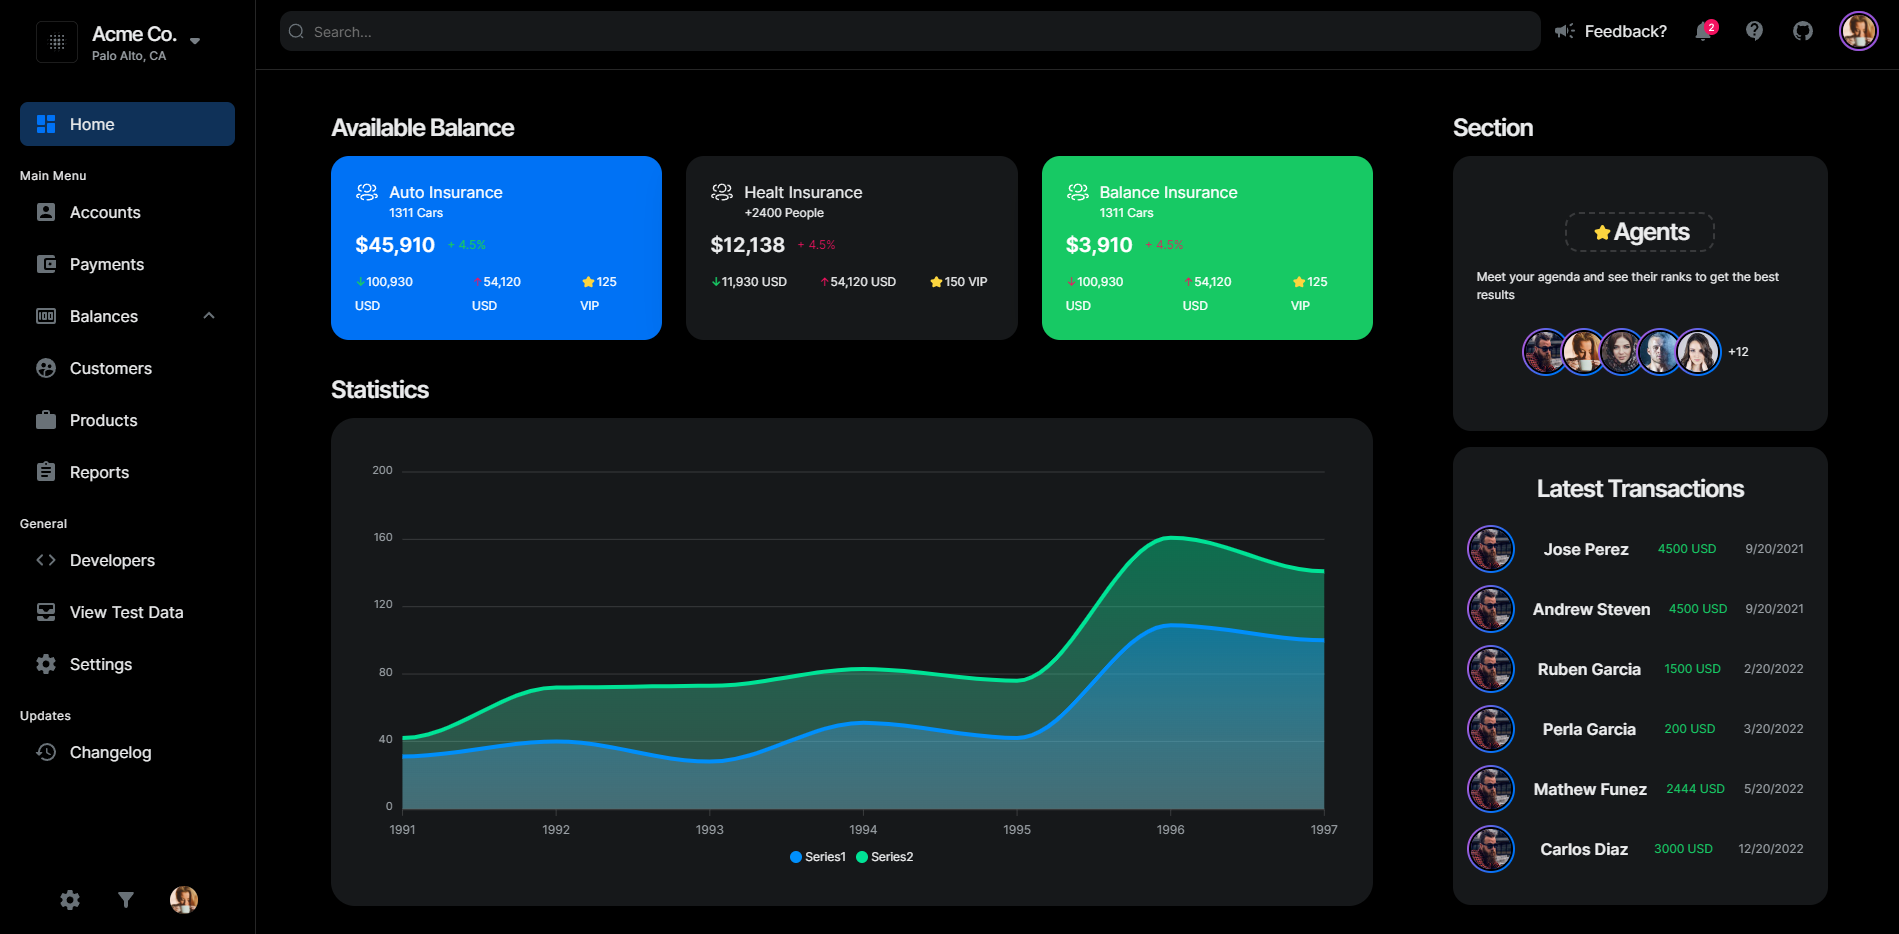 Acme Co.
Palo Alto, CA
Search...
Feedback?
2
Home
Main Menu
Accounts
Payments
Balances
Customers
Products
Reports
General
Developers
View Test Data
Settings
Updates
Changelog
Available Balance
Auto Insurance
1311 Cars
$45,910 + 4.5%
↓100,930 USD
↑54,120 USD
125 VIP
Healt Insurance
+2400 People
$12,138 + 4.5%
↓11,930 USD ↑54,120 USD 150 VIP
Balance Insurance
1311 Cars
$3,910 + 4.5%
↓100,930 USD
↑54,120 USD
125 VIP
Statistics
200
160
120
80
40
0
1991 1992 1993 1994 1995 1996 1997
Series1 Series2
Section
Agents
Meet your agenda and see their ranks to get the best
results
+12
Latest Transactions
Jose Perez 4500 USD 9/20/2021
Andrew Steven 4500 USD 9/20/2021
Ruben Garcia 1500 USD 2/20/2022
Perla Garcia 200 USD 3/20/2022
Mathew Funez 2444 USD 5/20/2022
Carlos Diaz 3000 USD 12/20/2022